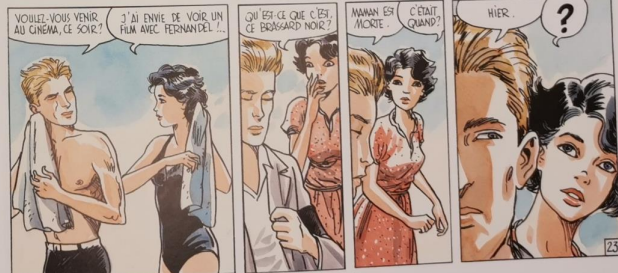 VOULEZ-VOUS VENIR
AU CINÉMA, CE SOIR?
J'AI ENVIE DE VOIR UN
FILM AVEC FERNANDEL !..
QU'EST-CE QUE C'EST,
CE BRASSARD NOIR?
MAMAN EST
MORTE.
C'ÉTAIT
QUAND?
HIER.
?
23